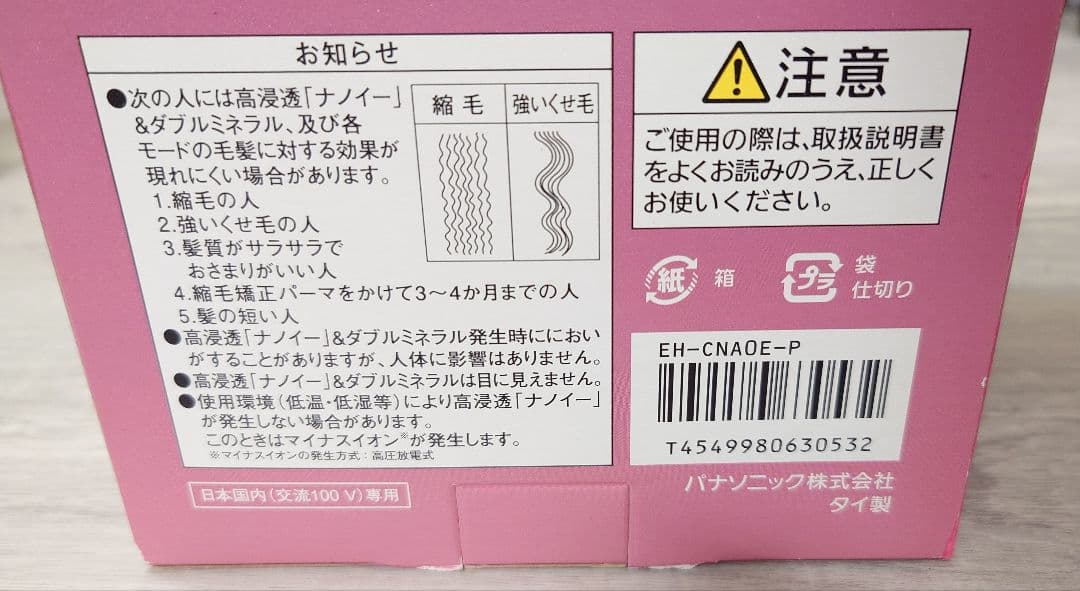 お知らせ
●次の人には高浸透「ナノイー」
&ダブルミネラル、及び各
モードの毛髪に対する効果が
現れにくい場合があります。
1.縮毛の人
2.強いくせ毛の人
3.髪質がサラサラで
おさまりがいい人
4.縮毛矯正パーマをかけて3〜4か月までの人
5.髪の短い人
縮毛
強いくせ毛
●高浸透「ナノイー」&ダブルミネラル発生時ににおい
がすることがありますが、人体に影響はありません。
●高浸透「ナノイー」&ダブルミネラルは目に見えません。
●使用環境(低温・低湿等)により高浸透「ナノイー」
が発生しない場合があります。
このときはマイナスイオン※が発生します。
※マイナスイオンの発生方式:高圧放電式
日本国内(交流100 V)専用
注意
ご使用の際は、取扱説明書
をよくお読みのうえ、正しく
お使いください。
紙 箱
プラ 袋
仕切り
EH-CNA0E-P
T4549980630532
パナソニック株式会社
タイ製